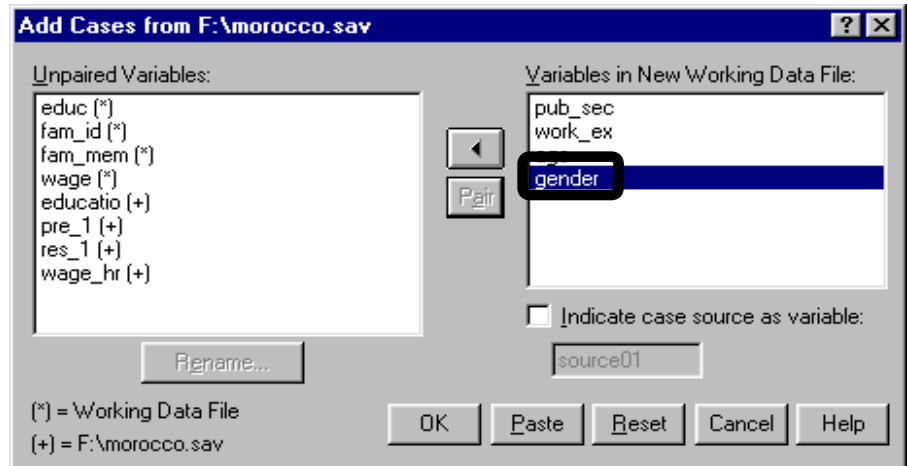 Add Cases from F:\morocco.sav
Unpaired Variables:
educ (*)
fam_id (*)
fam_mem (*)
wage (*)
educatio (+)
pre_1 (+)
res_1 (+)
wage_hr (+)
Rename...
(*) = Working Data File
(+) = F:\morocco.sav
Pair
Variables in New Working Data File:
pub_sec
work_ex
gender
Indicate case source as variable:
source01
OK
Paste
Reset
Cancel
Help